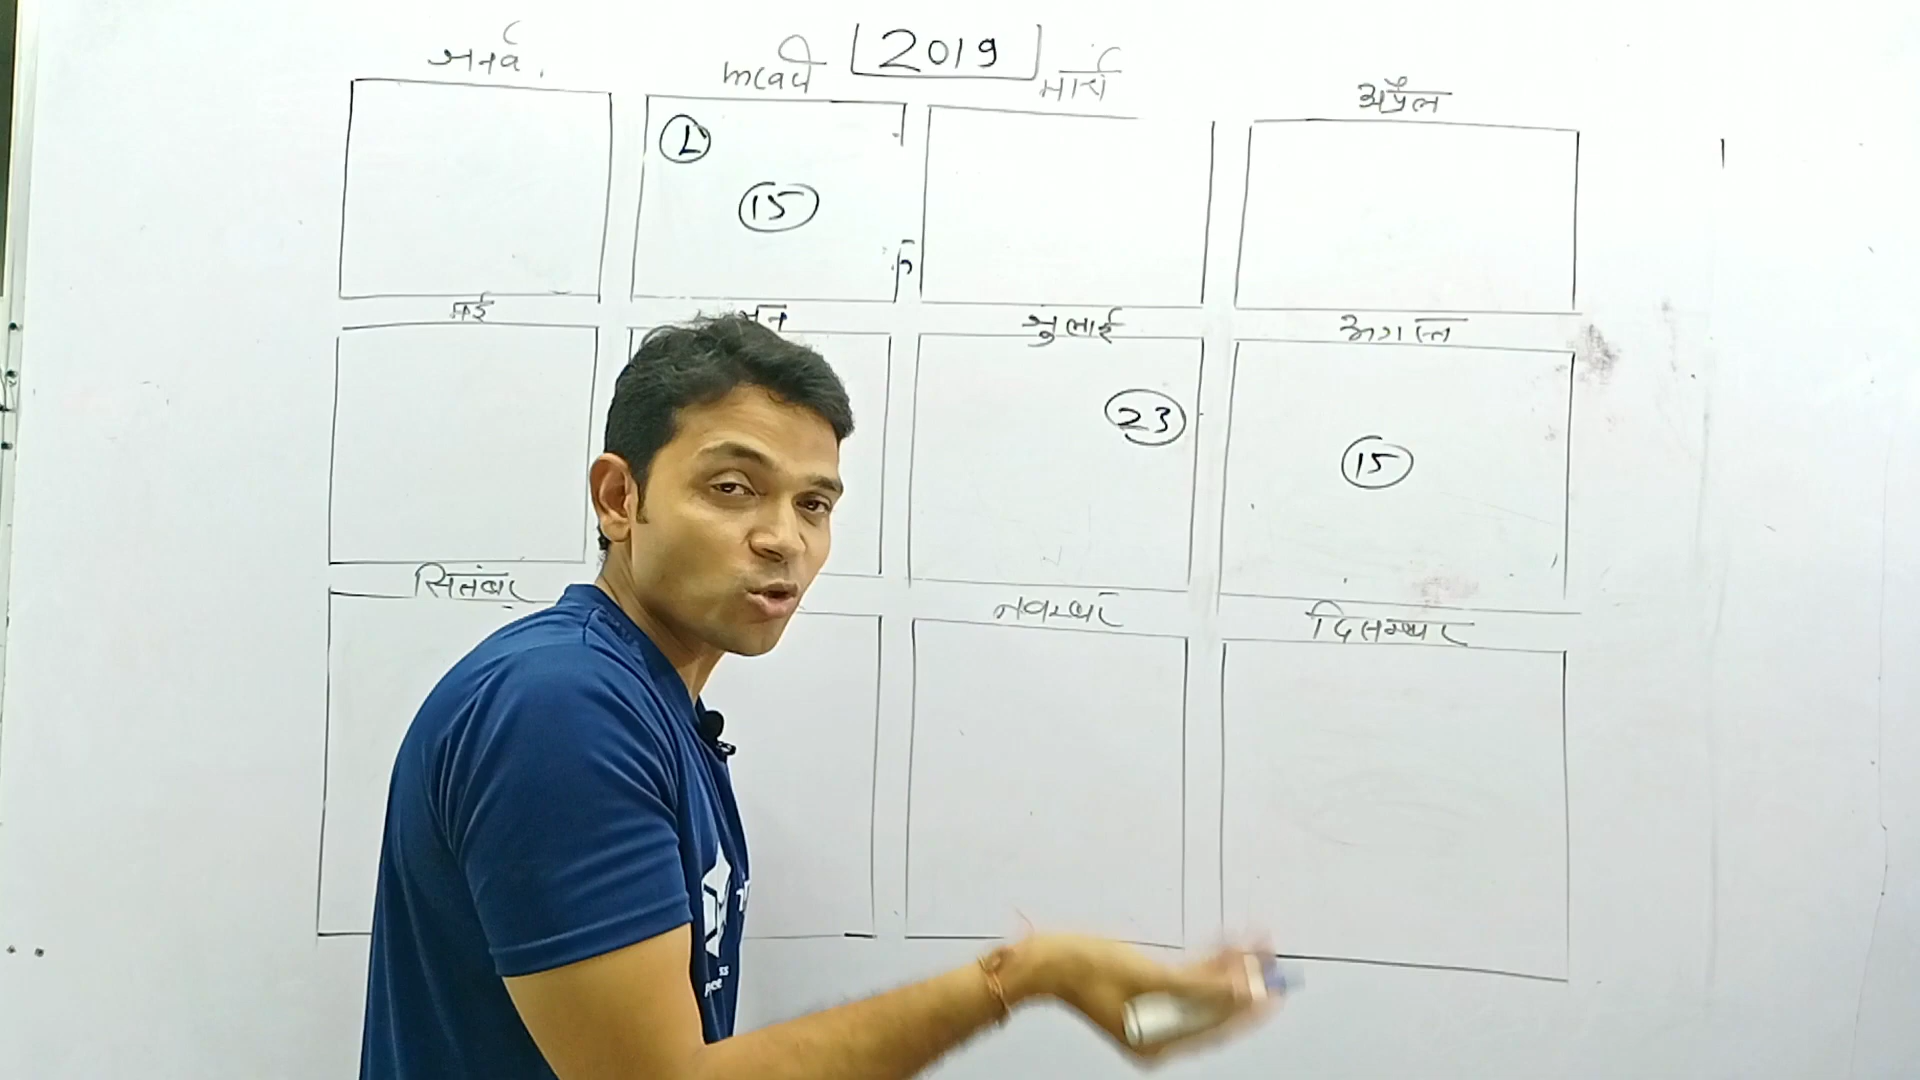 2019
मार्च
अप्रैल
L
15
मई
जून
जुलाई
अगस्त
23
15
सितंबर
नवम्बर
दिसम्बर